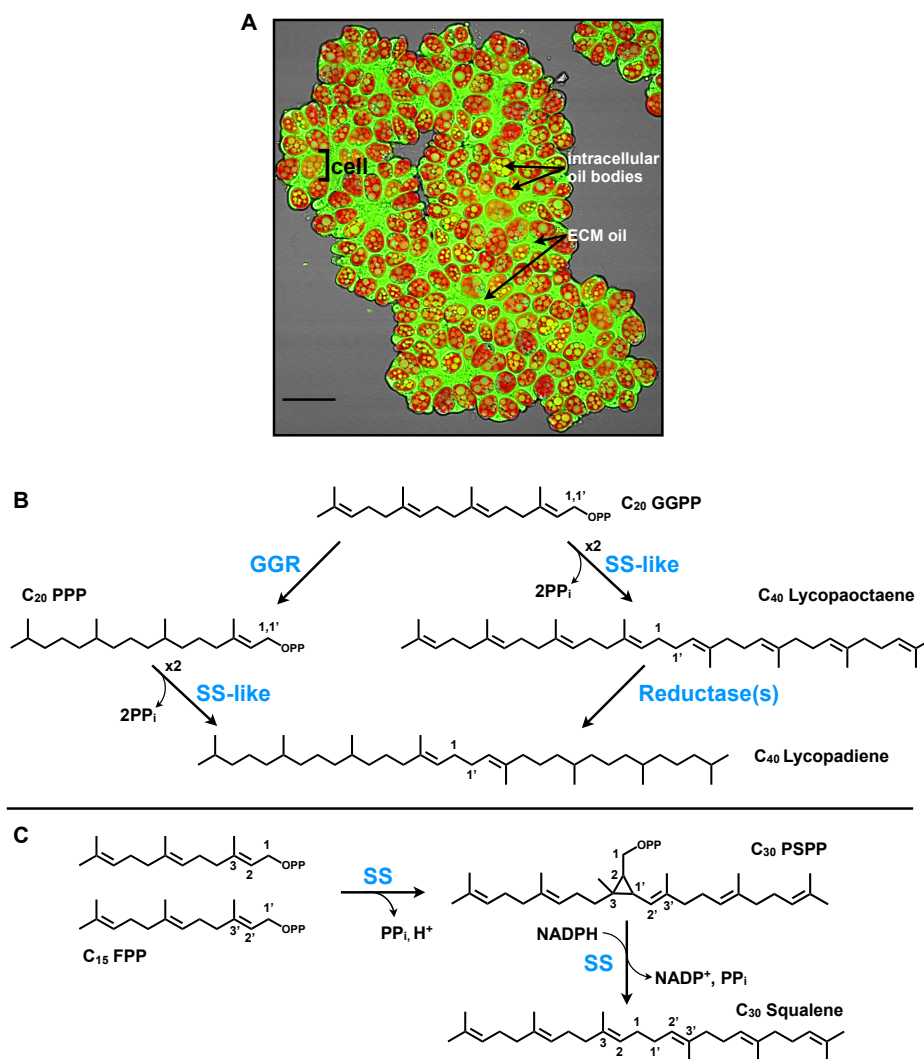 A
cell
intracellular
oil bodies
ECM oil
B
1,1'
OPP
C₂₀ GGPP
GGR
x2
2PPᵢ
SS-like
C₂₀ PPP
1,1'
OPP
C₄₀ Lycopaoctaene
1
1'
x2
2PPᵢ
SS-like
Reductase(s)
1
1'
C₄₀ Lycopadiene
C
1
3
2
OPP
1'
3'
2'
OPP
C₁₅ FPP
SS
PPᵢ, H⁺
OPP
1
2
1'
3
3'
2'
C₃₀ PSPP
NADPH
SS
NADP⁺, PPᵢ
C₃₀ Squalene
3
1
2'
3'
2
1'